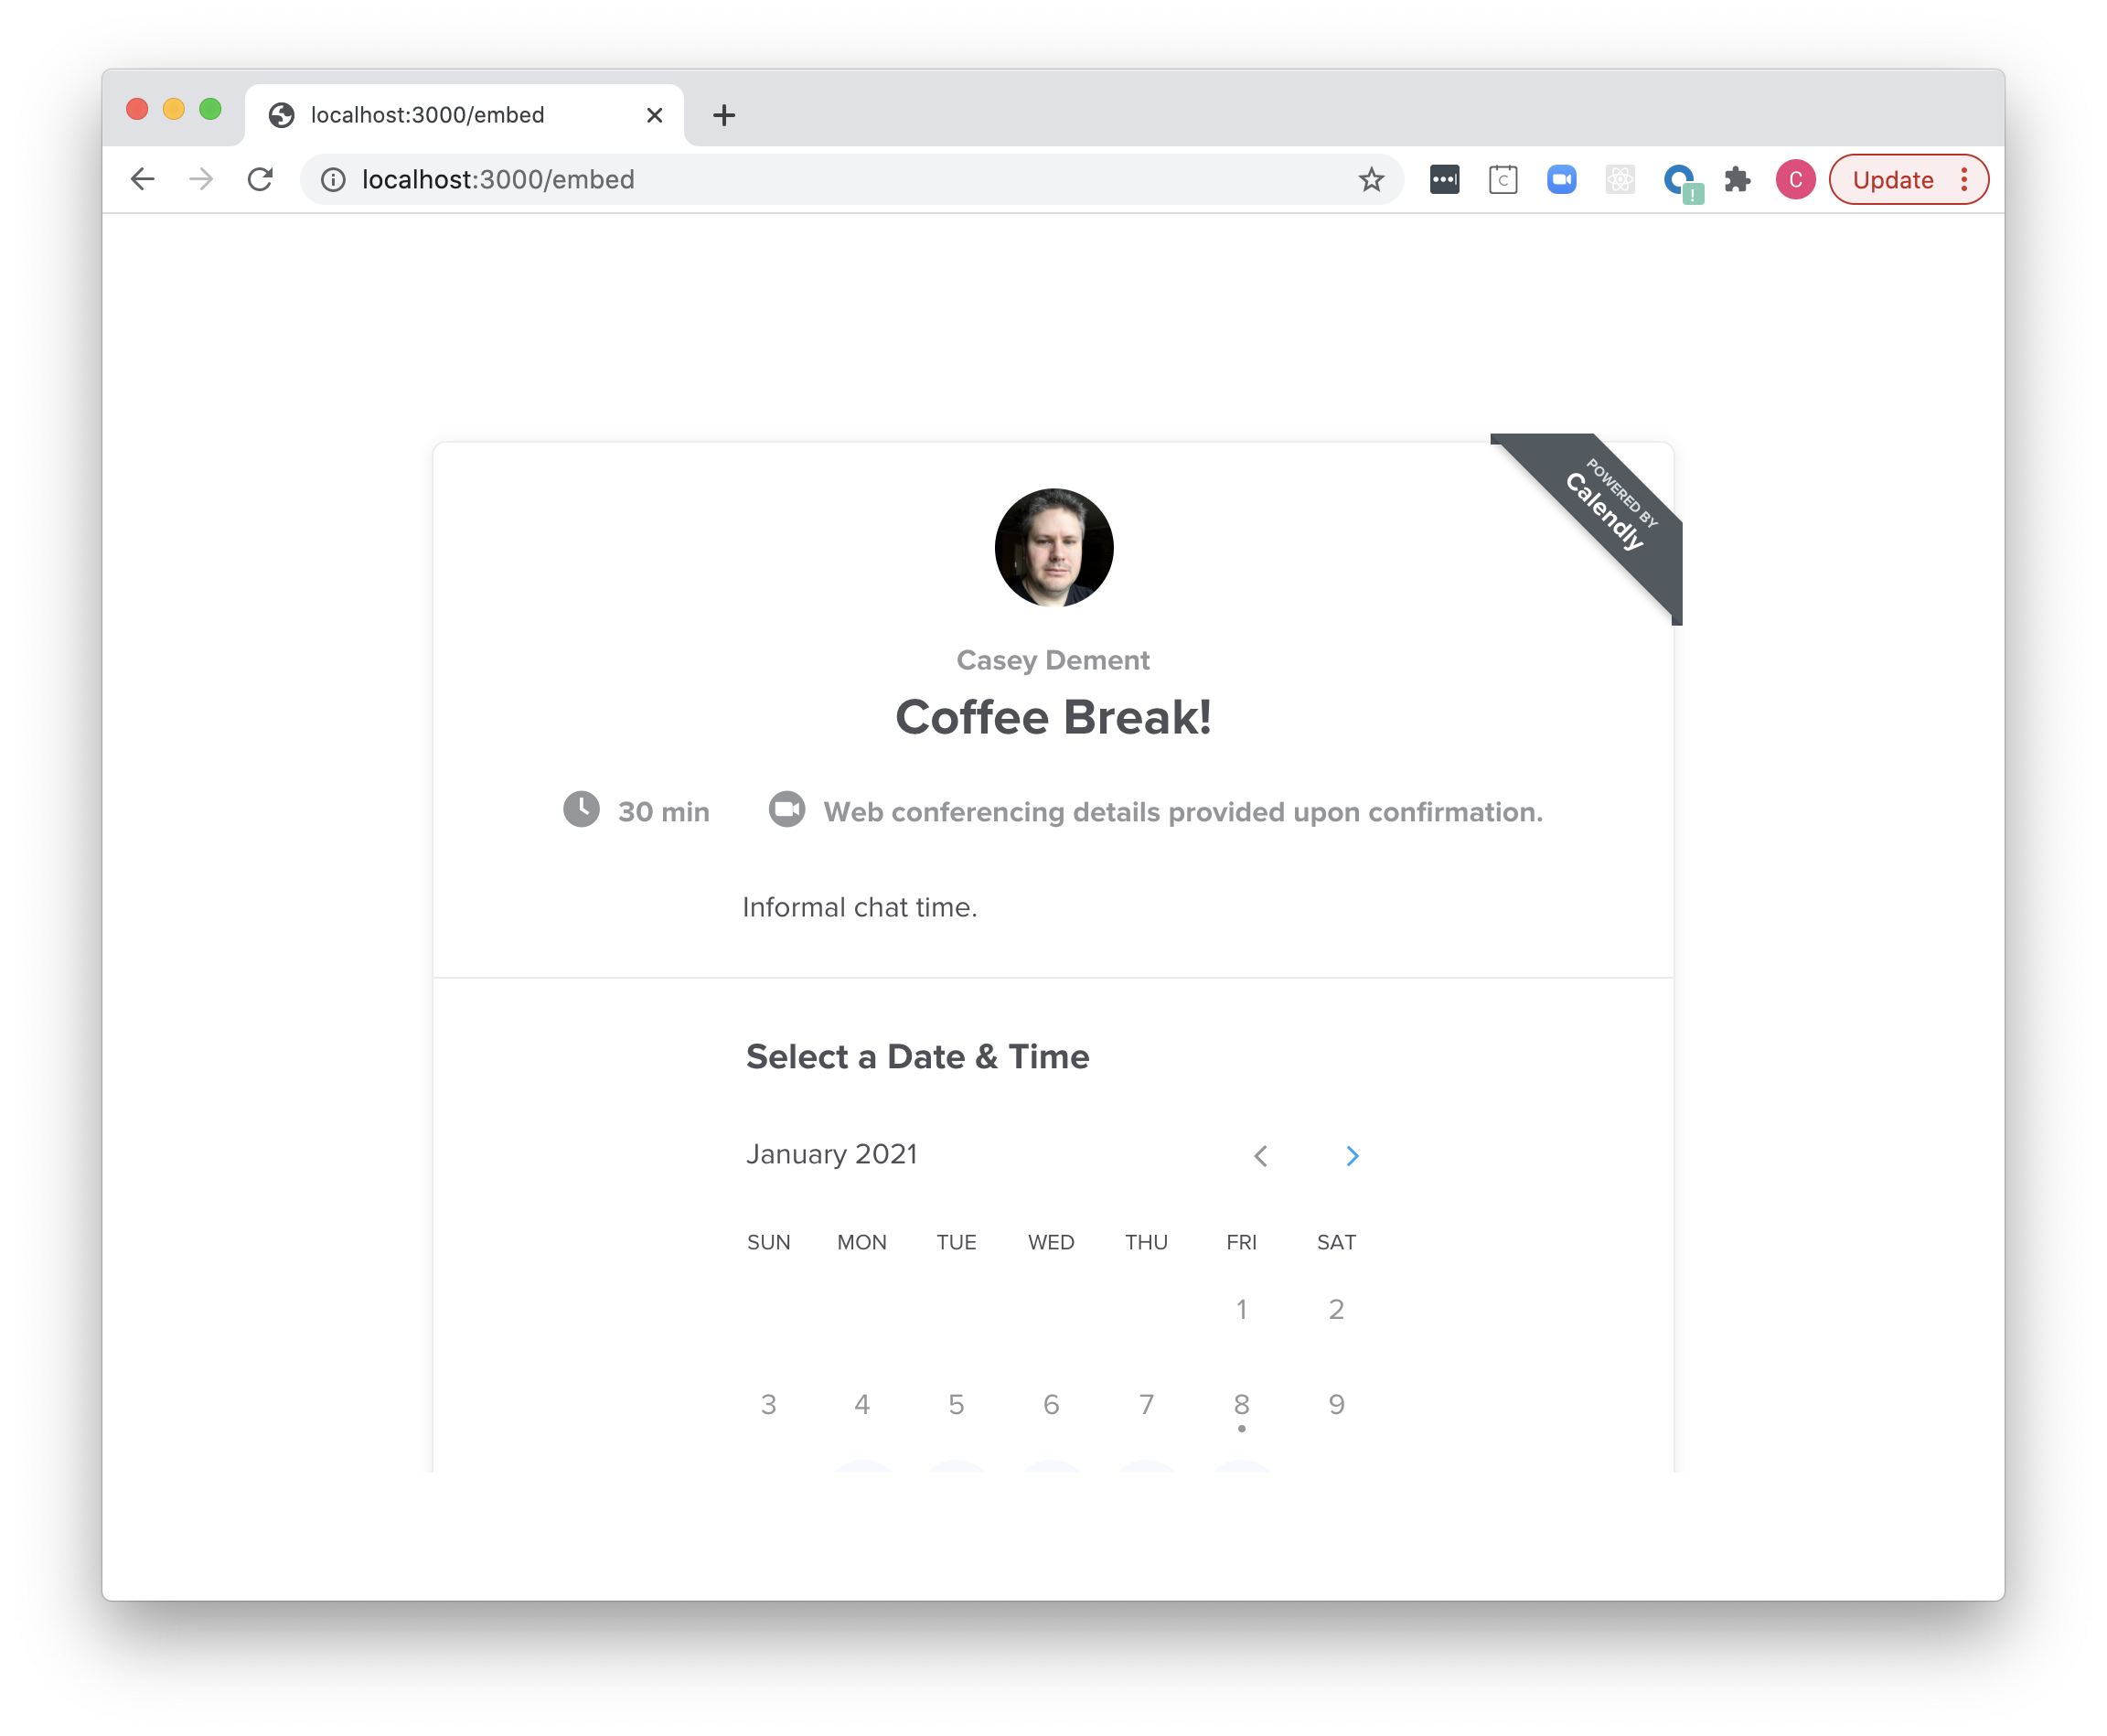 localhost:3000/embed
localhost:3000/embed
C
C
Update
!
POWERED BY
Calendly
Casey Dement
Coffee Break!
30 min
Web conferencing details provided upon confirmation.
Informal chat time.
Select a Date & Time
January 2021
SUN MON TUE WED THU FRI SAT
1 2
3 4 5 6 7 8 9